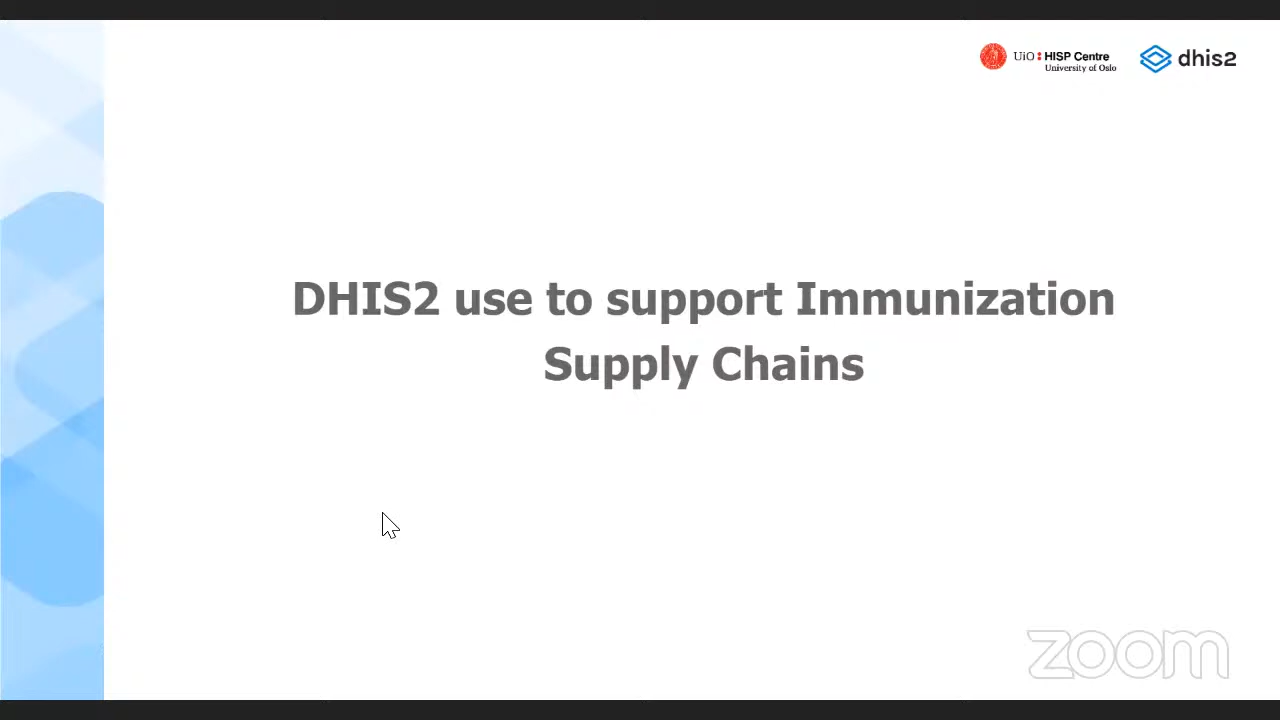 UiO : HISP Centre
University of Oslo
dhis2
DHIS2 use to support Immunization
Supply Chains
zoom